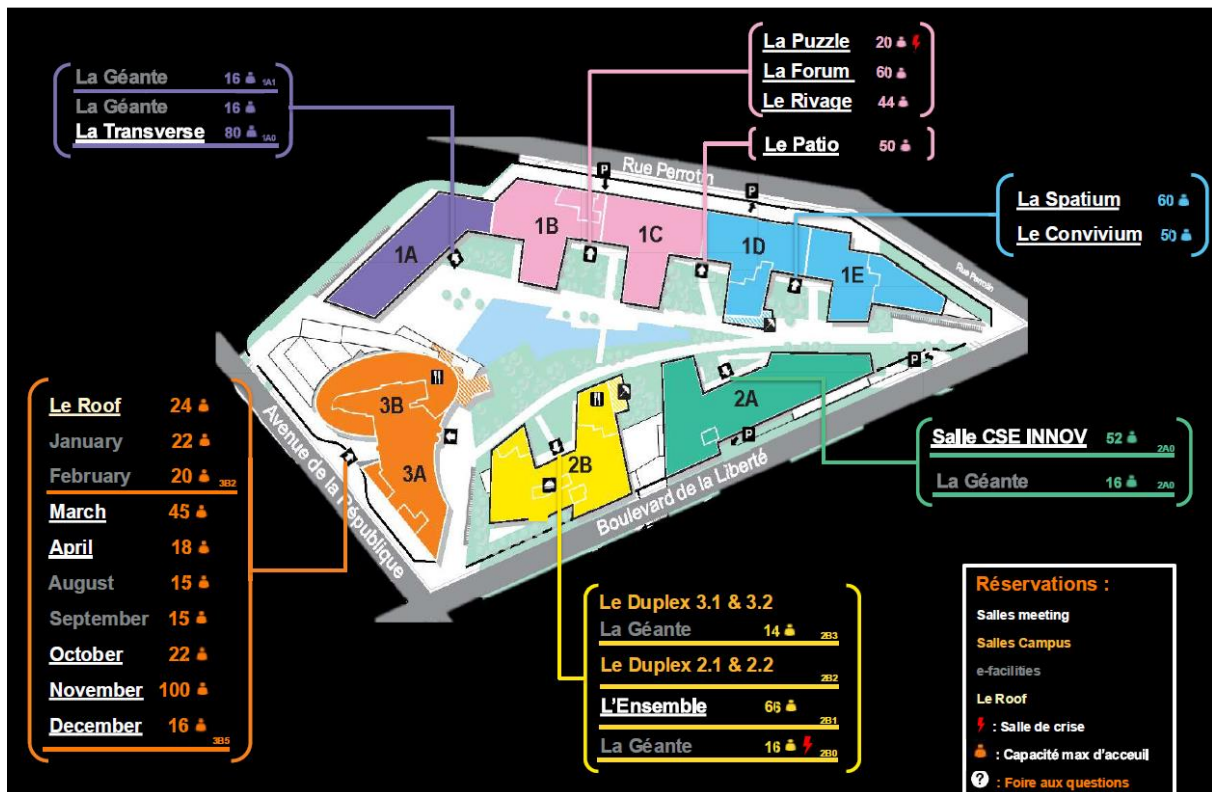 La Géante 16 1A1
La Géante 16
La Transverse 80 1A0
La Puzzle 20
La Forum 60
Le Rivage 44
Le Patio 50
La Spatium 60
Le Convivium 50
Rue Perrotin
P
P
Rue Perrotin
1A
1B
1C
1D
1E
P
2A
P
2B
3B
3A
Avenue de la République
Boulevard de la Liberté
Salle CSE INNOV 52 2A0
La Géante 16 2A0
Le Roof 24
January 22
February 20 3B2
March 45
April 18
August 15
September 15
October 22
November 100
December 16 3B5
Le Duplex 3.1 & 3.2
La Géante 14 2B3
Le Duplex 2.1 & 2.2
2B2
L'Ensemble 66
2B1
La Géante 16 2B0
Réservations :
Salles meeting
Salles Campus
e-facilities
Le Roof
: Salle de crise
: Capacité max d'acceuil
? : Foire aux questions